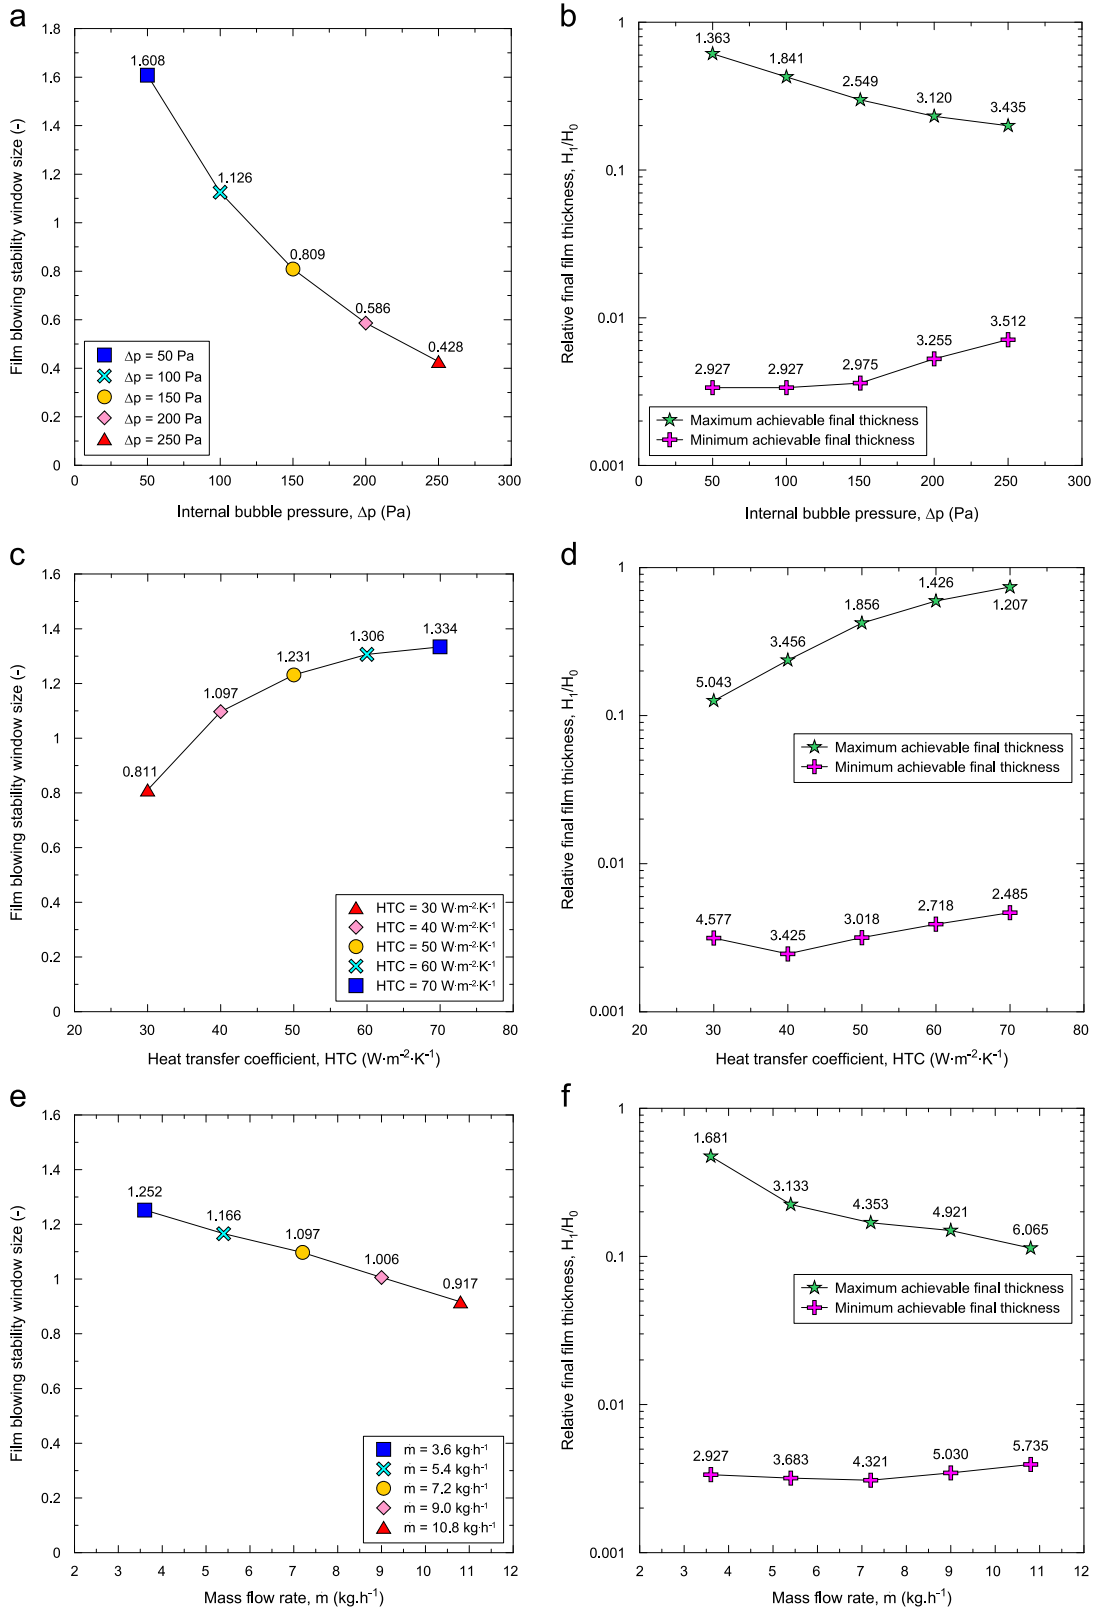 a
1.8
1.6
1.4
1.2
1
0.8
0.6
0.4
0.2
0
Film blowing stability window size (-)
1.608
1.126
0.809
0.586
0.428
Δp = 50 Pa
Δp = 100 Pa
Δp = 150 Pa
Δp = 200 Pa
Δp = 250 Pa
0 50 100 150 200 250 300
Internal bubble pressure, Δp (Pa)
b
1
0.1
0.01
0.001
Relative final film thickness, H₁/H₀
1.363
1.841
2.549
3.120
3.435
2.927 2.927 2.975 3.255 3.512
Maximum achievable final thickness
Minimum achievable final thickness
0 50 100 150 200 250 300
Internal bubble pressure, Δp (Pa)
c
1.6
1.4
1.2
1
0.8
0.6
0.4
0.2
0
Film blowing stability window size (-)
0.811
1.097
1.231
1.306
1.334
HTC = 30 W·m⁻²·K⁻¹
HTC = 40 W·m⁻²·K⁻¹
HTC = 50 W·m⁻²·K⁻¹
HTC = 60 W·m⁻²·K⁻¹
HTC = 70 W·m⁻²·K⁻¹
20 30 40 50 60 70 80
Heat transfer coefficient, HTC (W·m⁻²·K⁻¹)
d
1
0.1
0.01
0.001
Relative final film thickness, H₁/H₀
5.043
3.456
1.856
1.426
1.207
Maximum achievable final thickness
Minimum achievable final thickness
4.577 3.425 3.018 2.718 2.485
20 30 40 50 60 70 80
Heat transfer coefficient, HTC (W·m⁻²·K⁻¹)
e
1.6
1.4
1.2
1
0.8
0.6
0.4
0.2
0
Film blowing stability window size (-)
1.252
1.166
1.097
1.006
0.917
ṁ = 3.6 kg·h⁻¹
ṁ = 5.4 kg·h⁻¹
ṁ = 7.2 kg·h⁻¹
ṁ = 9.0 kg·h⁻¹
ṁ = 10.8 kg·h⁻¹
2 3 4 5 6 7 8 9 10 11 12
Mass flow rate, ṁ (kg.h⁻¹)
f
1
0.1
0.01
0.001
Relative final film thickness, H₁/H₀
1.681
3.133
4.353
4.921
6.065
Maximum achievable final thickness
Minimum achievable final thickness
2.927 3.683 4.321 5.030 5.735
2 3 4 5 6 7 8 9 10 11 12
Mass flow rate, ṁ (kg.h⁻¹)